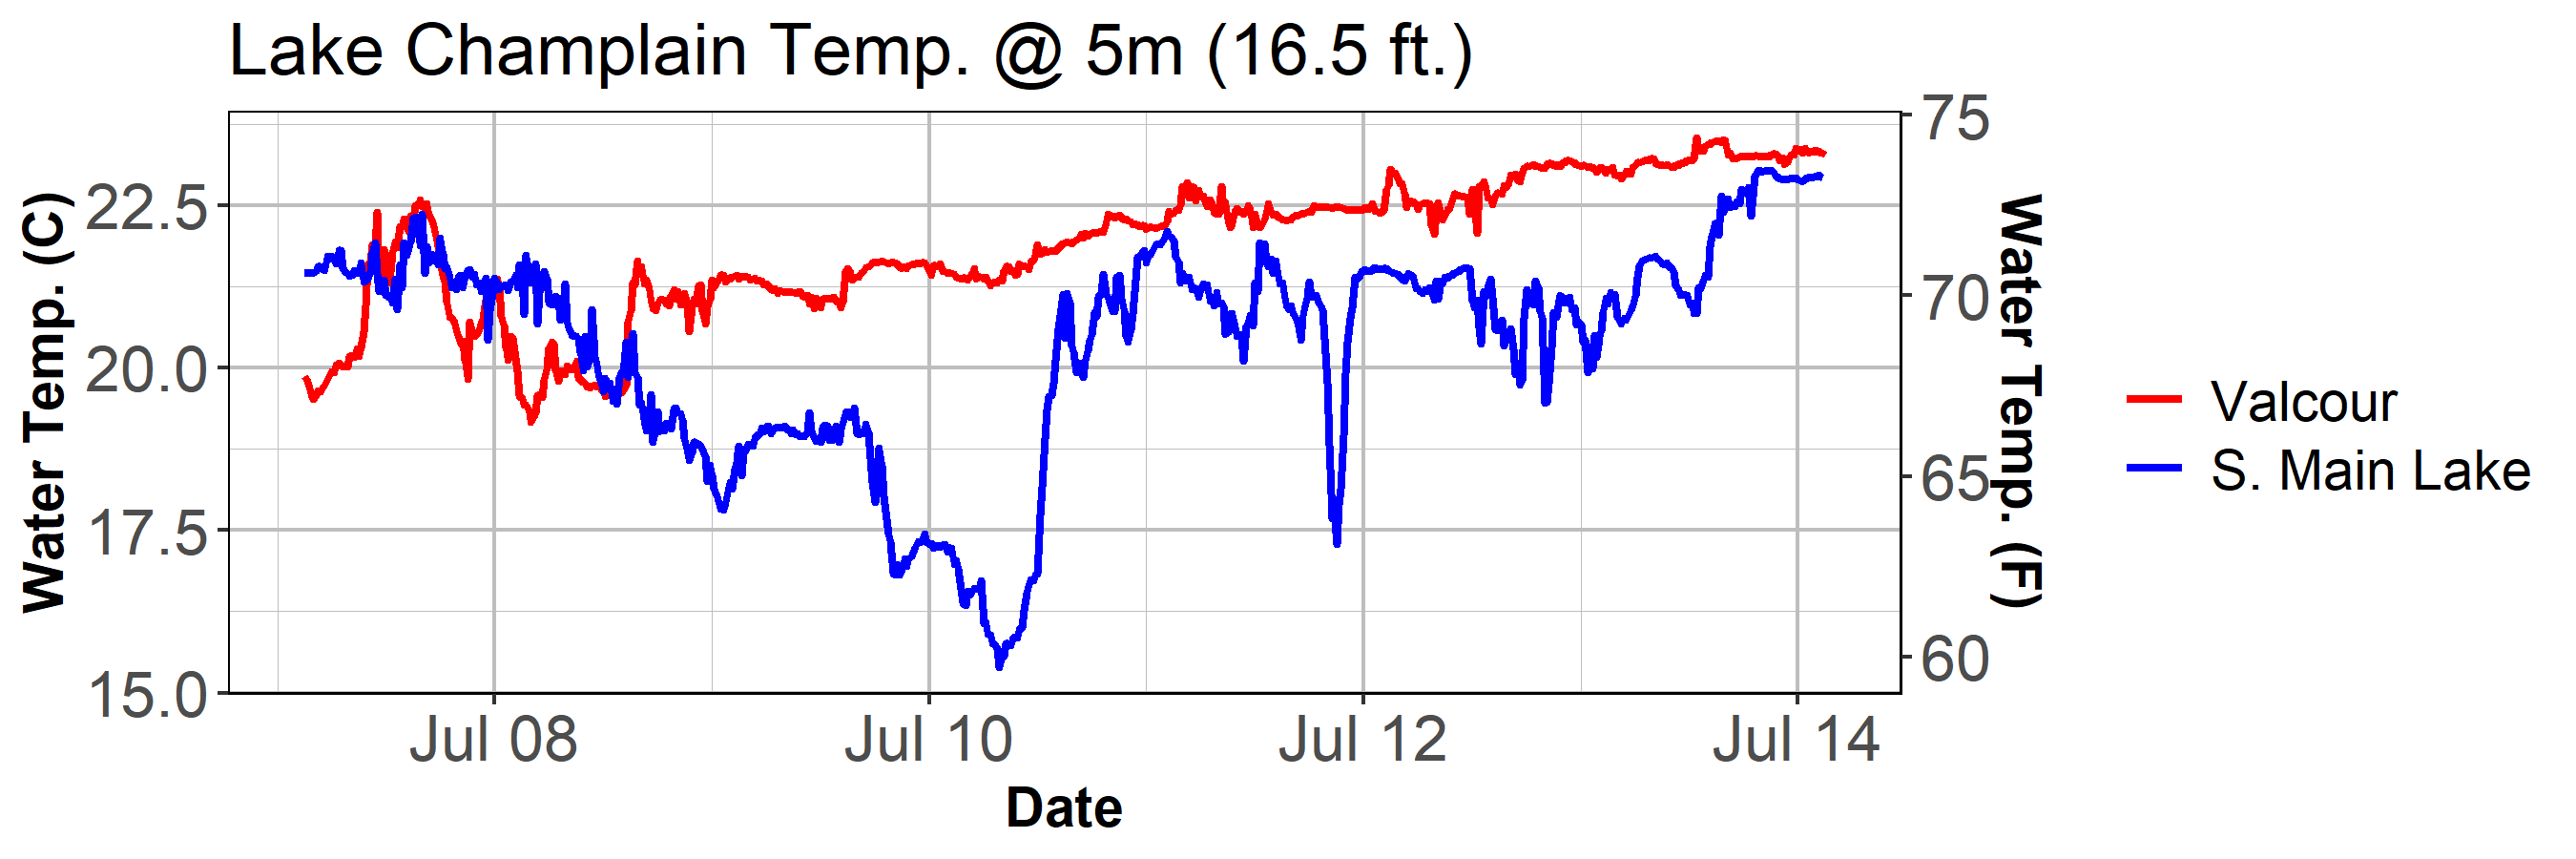 Lake Champlain Temp. @ 5m (16.5 ft.)
Water Temp. (C)
22.5
20.0
17.5
15.0
75
70
65
60
Water Temp. (F)
Jul 08
Jul 10
Jul 12
Jul 14
Date
Valcour
S. Main Lake